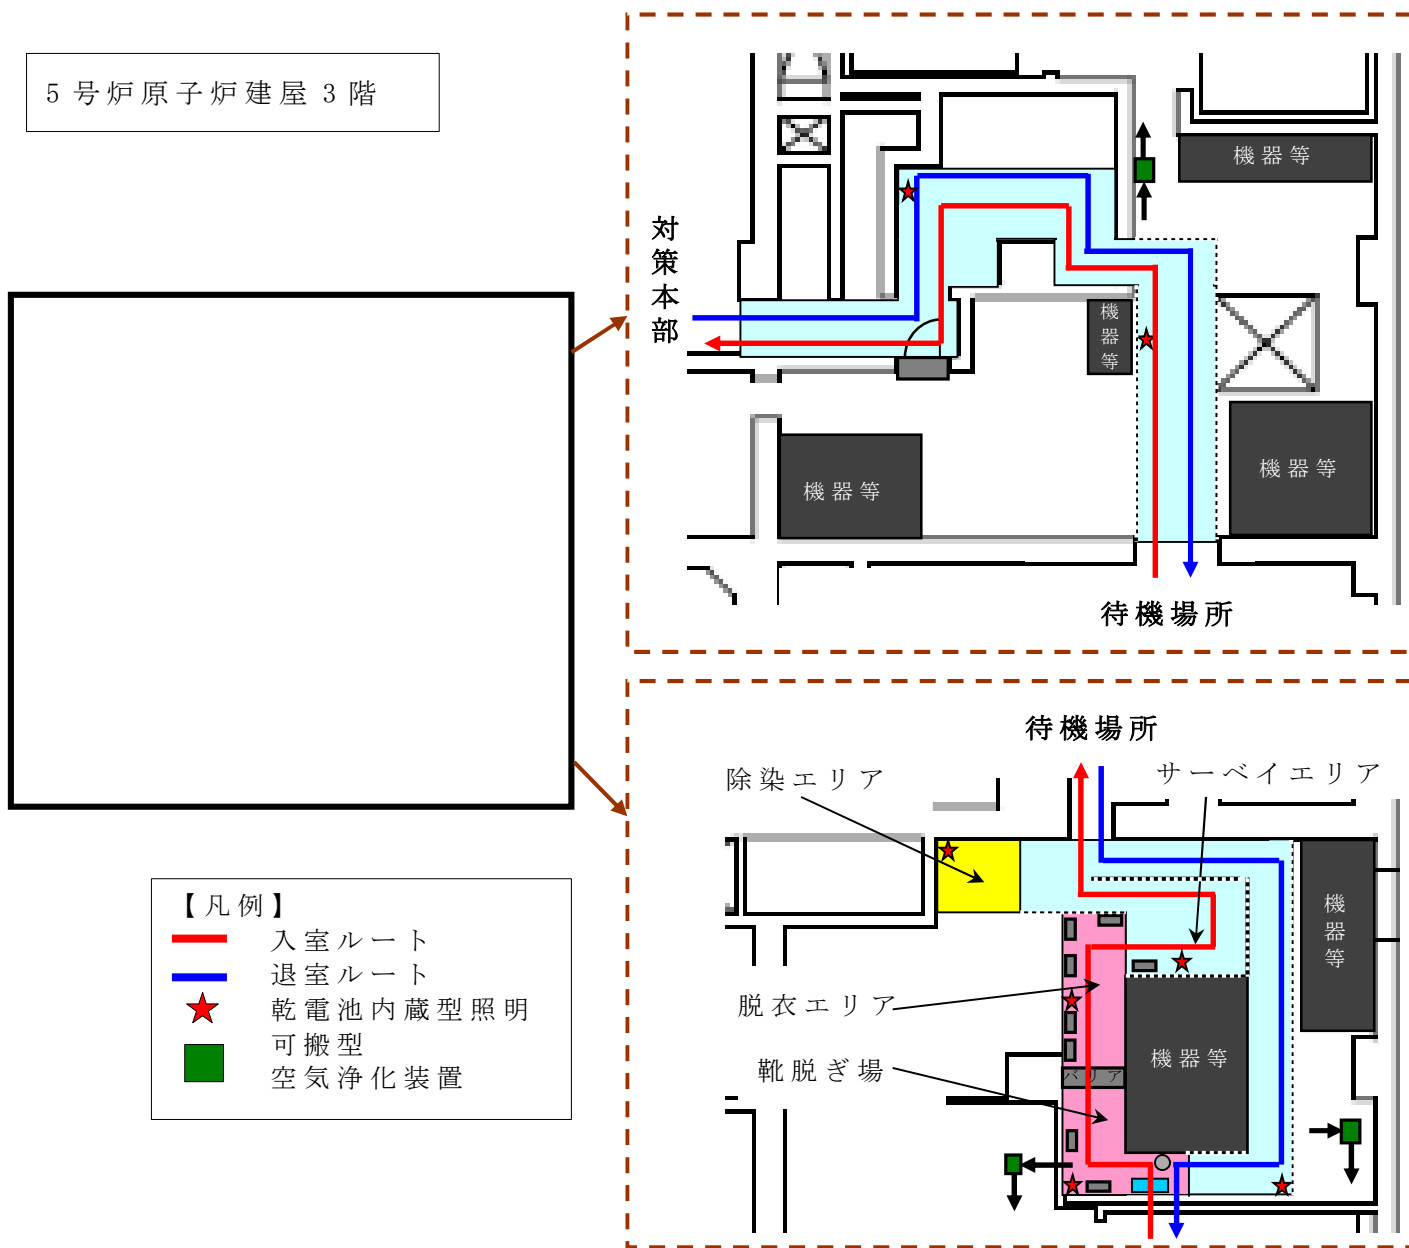 5号炉原子炉建屋3階
機器等
対策本部
機器等
機器等
機器等
待機場所
待機場所
除染エリア
サーベイエリア
機器等
脱衣エリア
機器等
靴脱ぎ場
バリア
【凡例】
入室ルート
退室ルート
乾電池内蔵型照明
可搬型
空気浄化装置